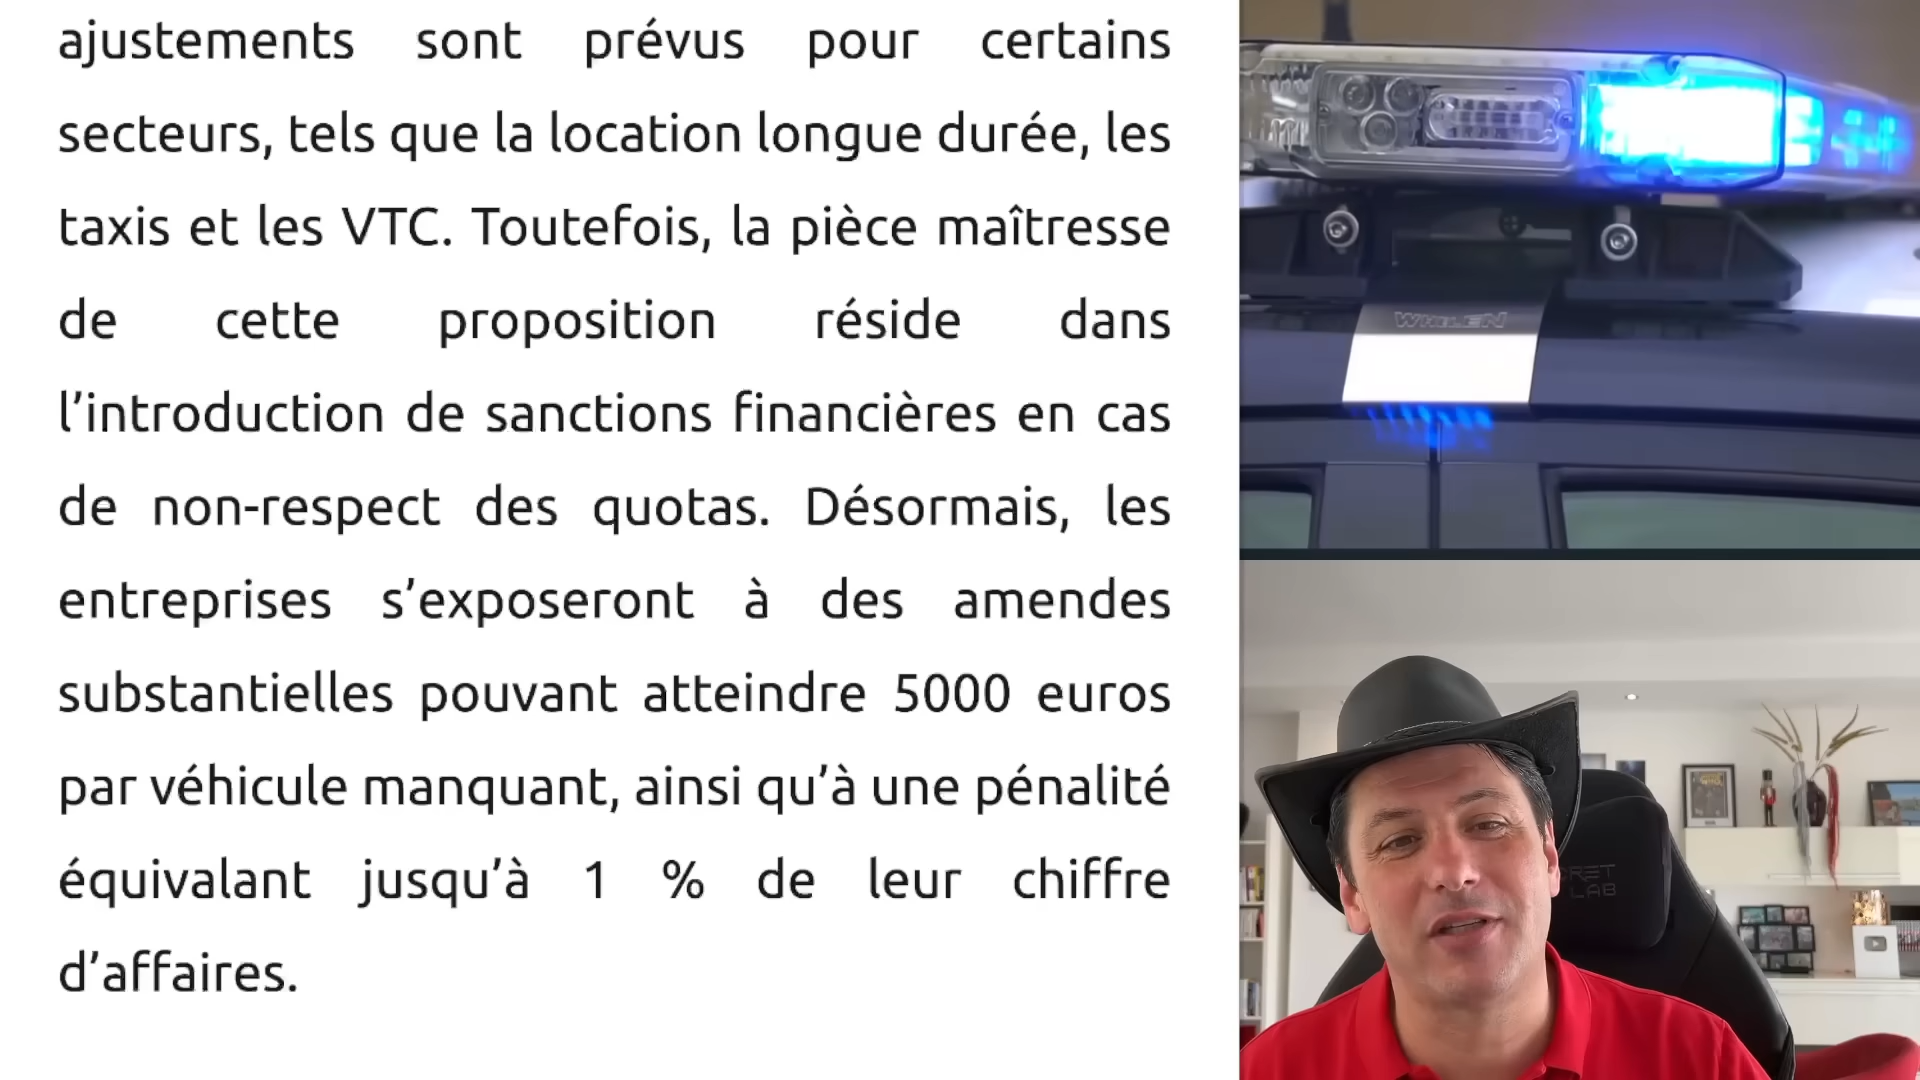 ajustements sont prévus pour certains
secteurs, tels que la location longue durée, les
taxis et les VTC. Toutefois, la pièce maîtresse
de cette proposition réside dans
l’introduction de sanctions financières en cas
de non-respect des quotas. Désormais, les
entreprises s’exposeront à des amendes
substantielles pouvant atteindre 5000 euros
par véhicule manquant, ainsi qu’à une pénalité
équivalant jusqu’à 1 % de leur chiffre
d’affaires.
WHELEN
RET
LAB